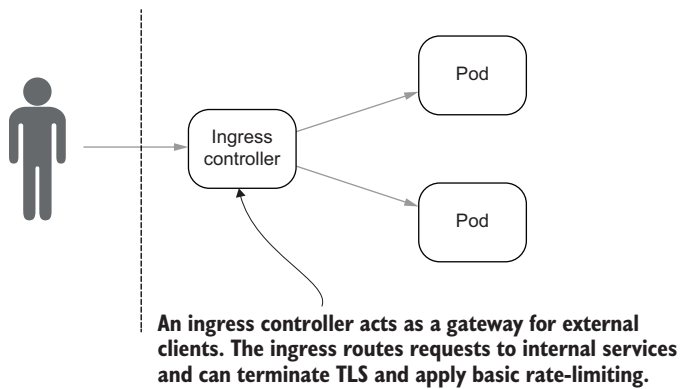 Pod
Ingress
controller
Pod
An ingress controller acts as a gateway for external
clients. The ingress routes requests to internal services
and can terminate TLS and apply basic rate-limiting.